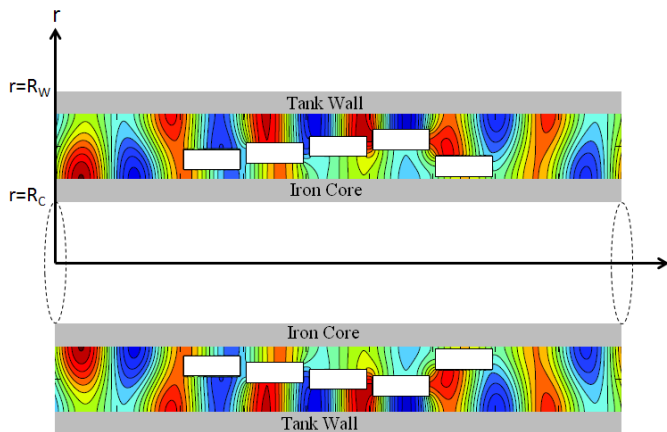 r
r=R_W
Tank Wall
Iron Core
r=R_C
Iron Core
Tank Wall